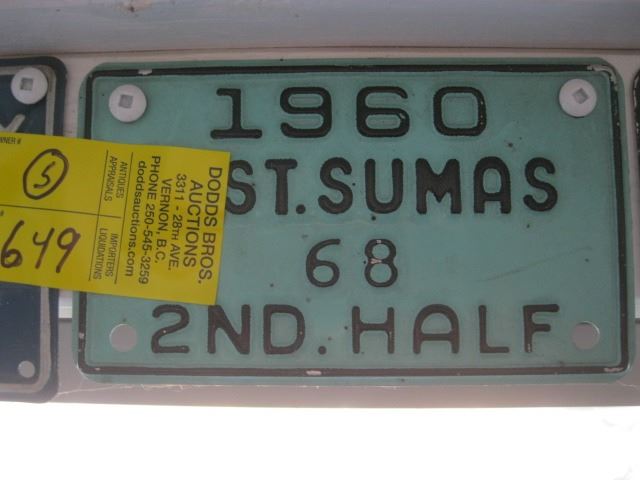 1960
ST. SUMAS
68
2ND. HALF
DODDS BROS.
AUCTIONS
3311 - 28TH AVE.
VERNON, B.C.
PHONE 250-545-3259
doddsauctions.com
ANTIQUES
APPRAISALS
IMPORTERS
LIQUIDATIONS
5
649